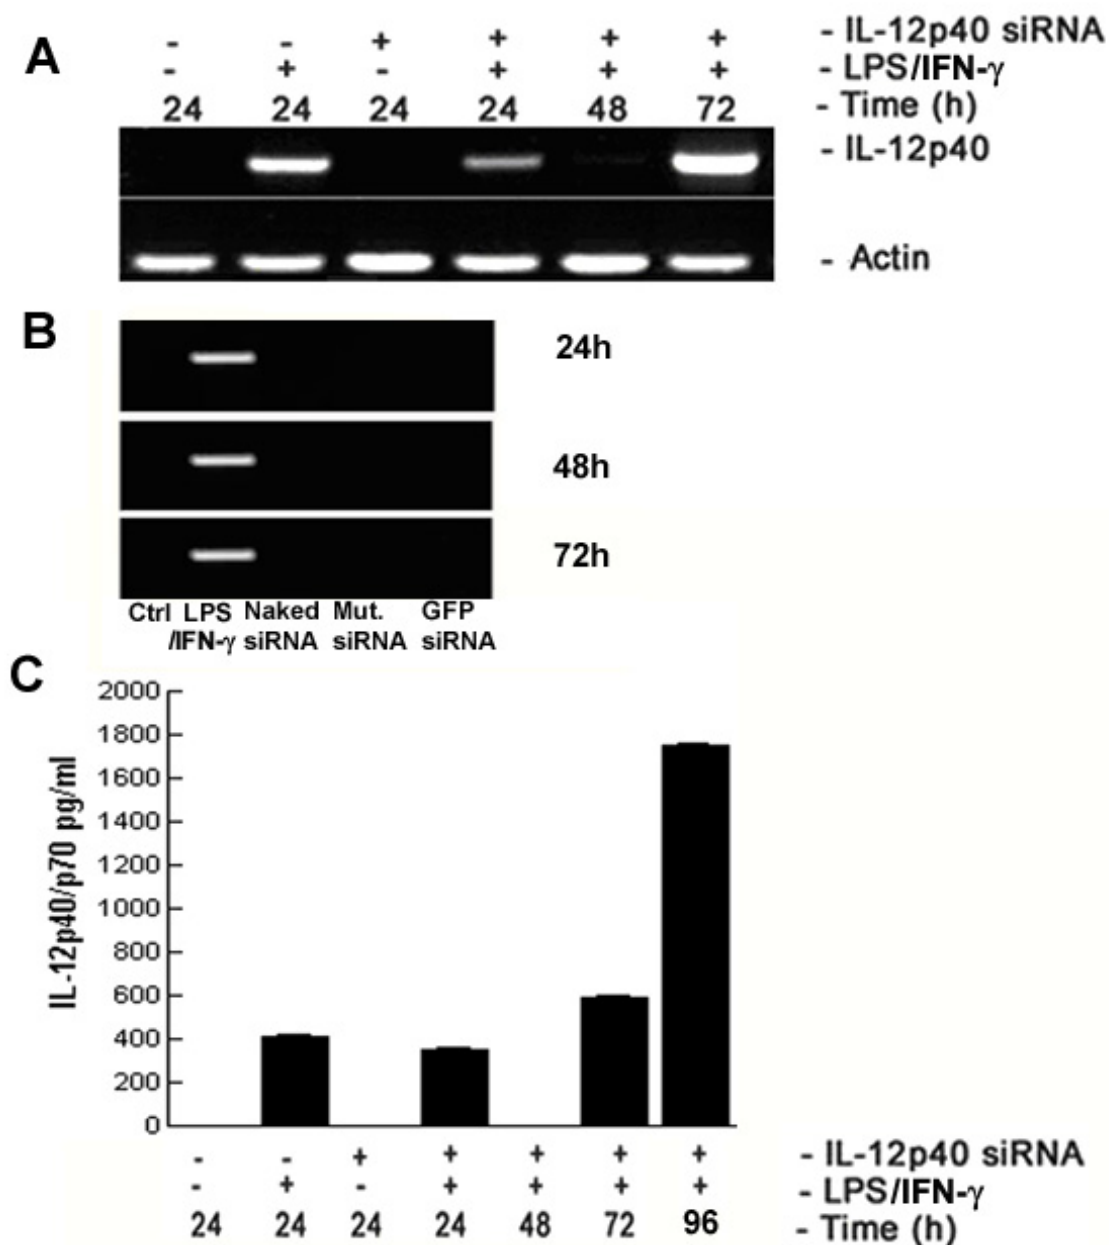 A
- - + + + + - IL-12p40 siRNA
- + - + + + - LPS/IFN-γ
24 24 24 24 48 72 - Time (h)
- IL-12p40
- Actin
B
24h
48h
72h
Ctrl LPS Naked Mut. GFP
/IFN-γ siRNA siRNA siRNA
C
IL-12p40/p70 pg/ml
2000
1800
1600
1400
1200
1000
800
600
400
200
0
- - + + + + + - IL-12p40 siRNA
- + - + + + + - LPS/IFN-γ
24 24 24 24 48 72 96 - Time (h)